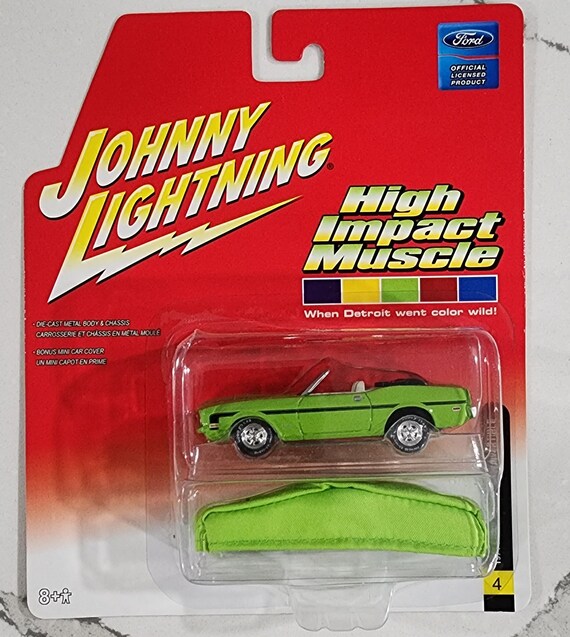 Ford
OFFICIAL
LICENSED
PRODUCT
JOHNNY
LIGHTNING®
High
Impact
Muscle
When Detroit went color wild!
· DIE-CAST METAL BODY & CHASSIS
CARROSSERIE ET CHÂSSIS EN MÉTAL MOULÉ
· BONUS MINI CAR COVER
UN MINI CAPOT EN PRIME
8+
4